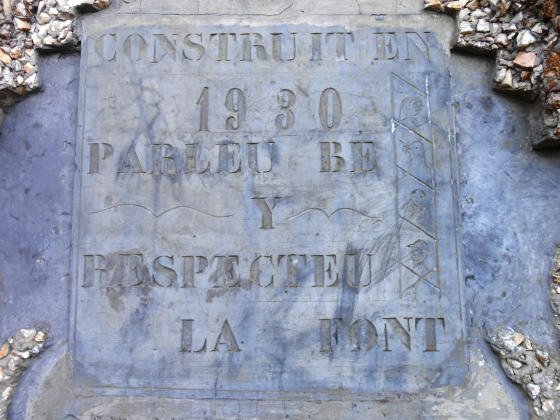 CONSTRUIT EN
1930
PARLEU BE
Y
RESPECTEU
LA FONT